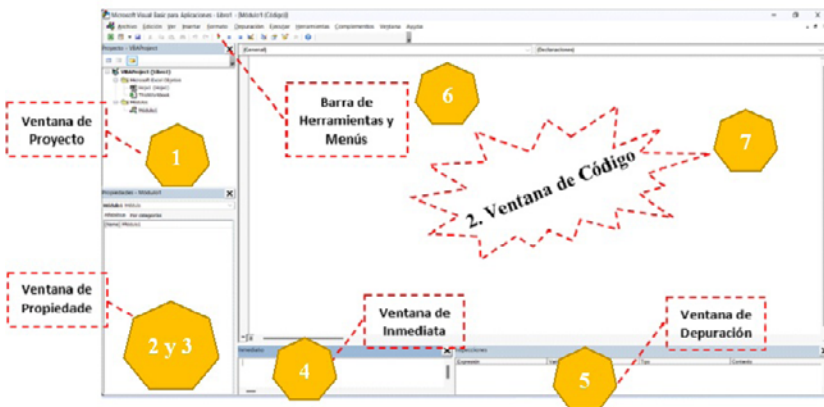 Microsoft Visual Basic para Aplicaciones - Libro1 - [Módulo1 (Código)]
Archivo Edición Ver Insertar Formato Depuración Ejecutar Herramientas Complementos Ventana Ayuda
Proyecto - VBAProject
(General)
(Declaraciones)
VBAProject (Libro1)
Microsoft Excel Objetos
Hoja1 (Hoja1)
ThisWorkbook
Módulos
Módulo1
Ventana de
Proyecto
1
Barra de
Herramientas y
Menús
6
7
2. Ventana de Código
Propiedades - Módulo1
Módulo1 Módulo
Alfabética Por categorías
(Name) Módulo1
Ventana de
Propiedade
2 y 3
Ventana de
Inmediata
Ventana de
Depuración
Inmediato
4
Expresión
Tipo
Contexto
5